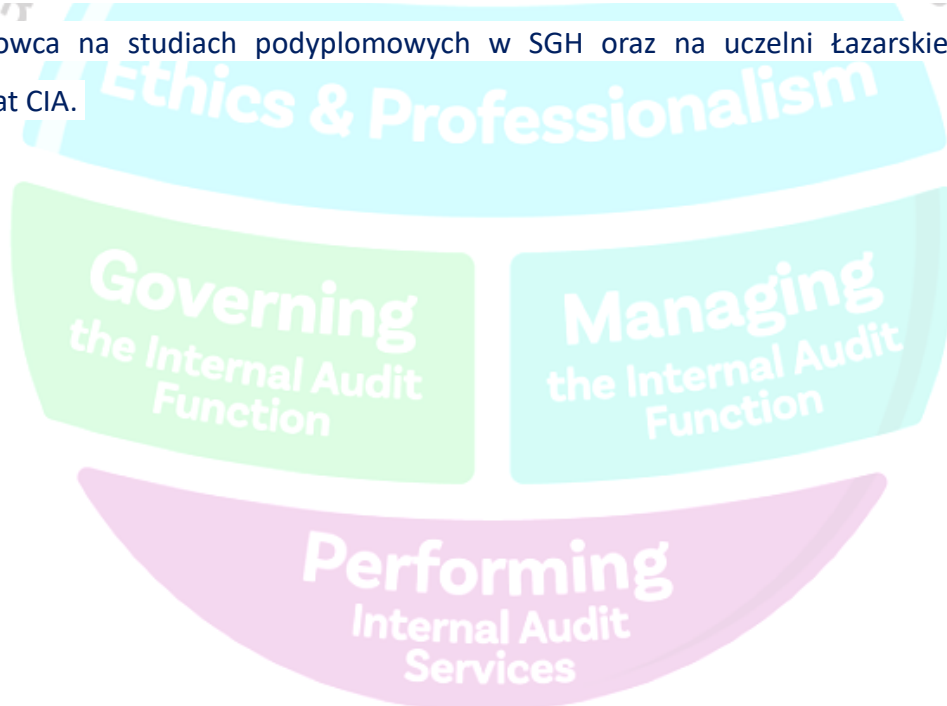 owca na studiach podyplomowych w SGH oraz na uczelni Łazarskie
at CIA.
Ethics & Professionalism
Governing
the Internal Audit
Function
Managing
the Internal Audit
Function
Performing
Internal Audit
Services